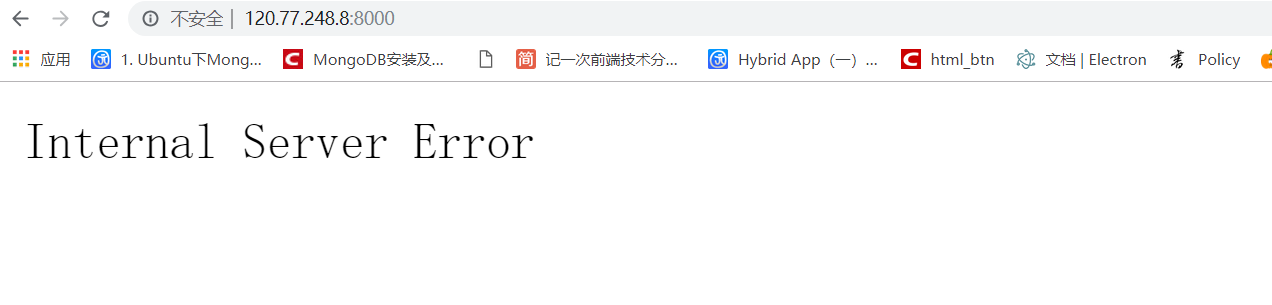 不安全 | 120.77.248.8:8000
应用 1. Ubuntu下Mong... MongoDB安装及... 简 记一次前端技术分... Hybrid App（一）... C html_btn 文档 | Electron 书 Policy
Internal Server Error